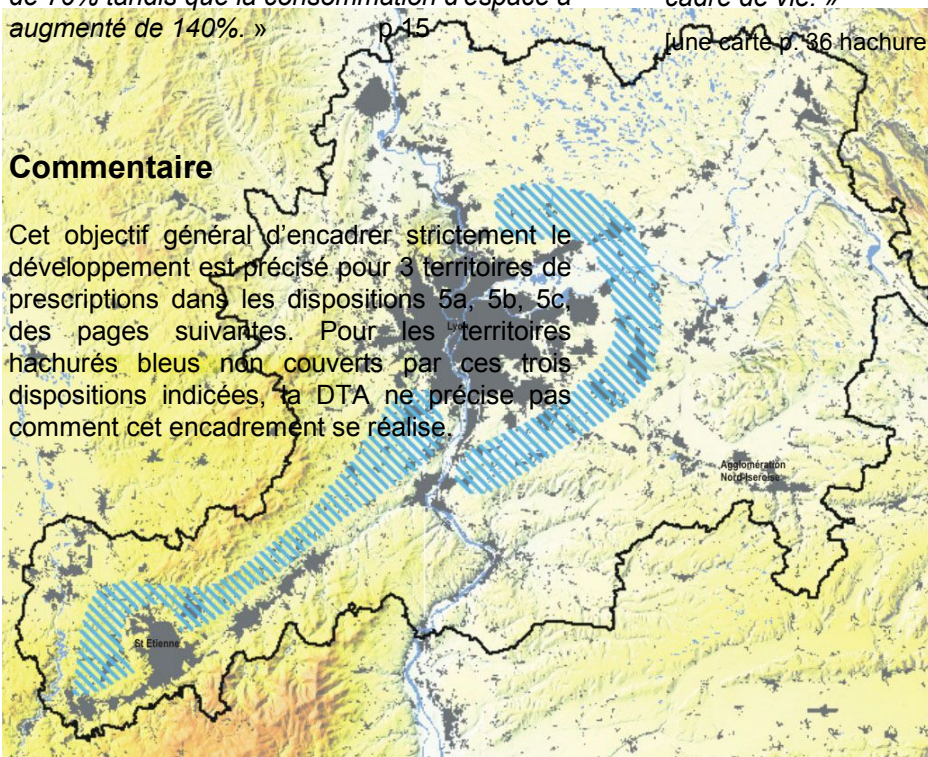 de 70% tandis que la consommation d'espace a
augmenté de 140%. »
p 15
cadre de vie. »
[une carte p. 36 hachure
Commentaire
Cet objectif général d'encadrer strictement le
développement est précisé pour 3 territoires de
prescriptions dans les dispositions 5a, 5b, 5c,
des pages suivantes. Pour les territoires
hachurés bleus non couverts par ces trois
dispositions indicées, la DTA ne précise pas
comment cet encadrement se réalise.
Lyon
Agglomération
Nord-Iseroise
St Etienne